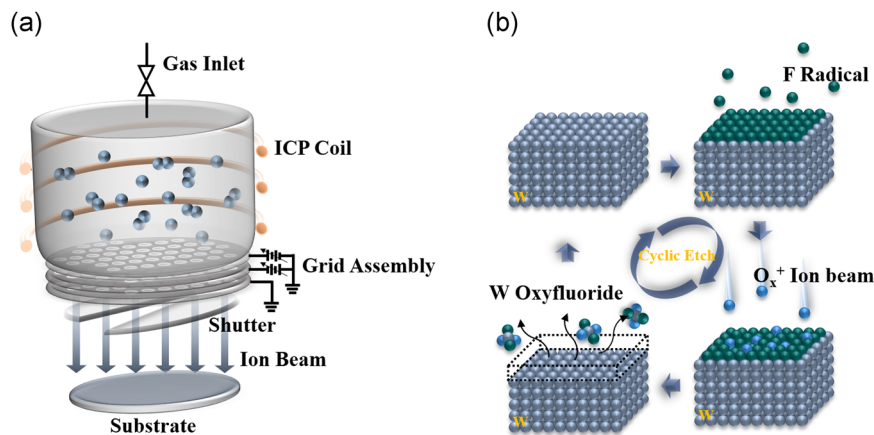 (a)
Gas Inlet
ICP Coil
Grid Assembly
Shutter
Ion Beam
Substrate
(b)
F Radical
W
W
Cyclic Etch
Oₓ⁺ Ion beam
W Oxyfluoride
W
W